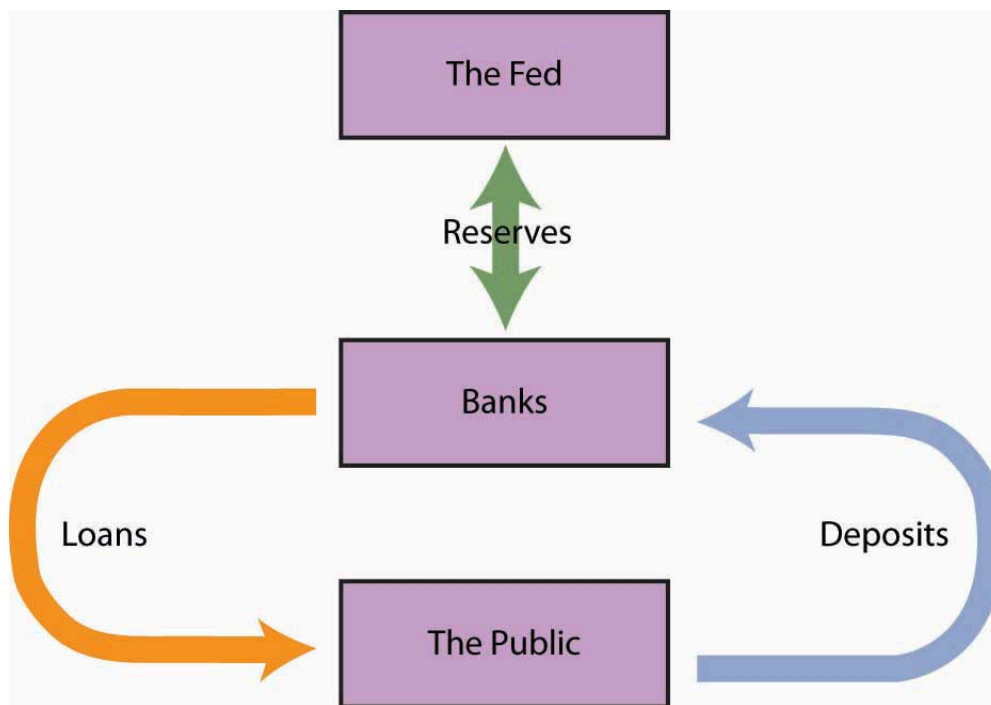 The Fed
Reserves
Banks
Loans
Deposits
The Public